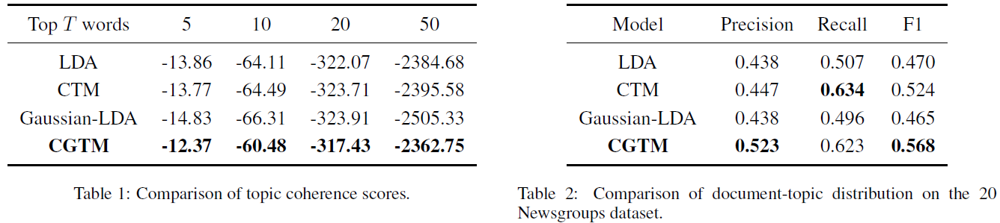 Top T words 5 10 20 50
LDA -13.86 -64.11 -322.07 -2384.68
CTM -13.77 -64.49 -323.71 -2395.58
Gaussian-LDA -14.83 -66.31 -323.91 -2505.33
CGTM -12.37 -60.48 -317.43 -2362.75
Table 1: Comparison of topic coherence scores.
Model Precision Recall F1
LDA 0.438 0.507 0.470
CTM 0.447 0.634 0.524
Gaussian-LDA 0.438 0.496 0.465
CGTM 0.523 0.623 0.568
Table 2: Comparison of document-topic distribution on the 20
Newsgroups dataset.